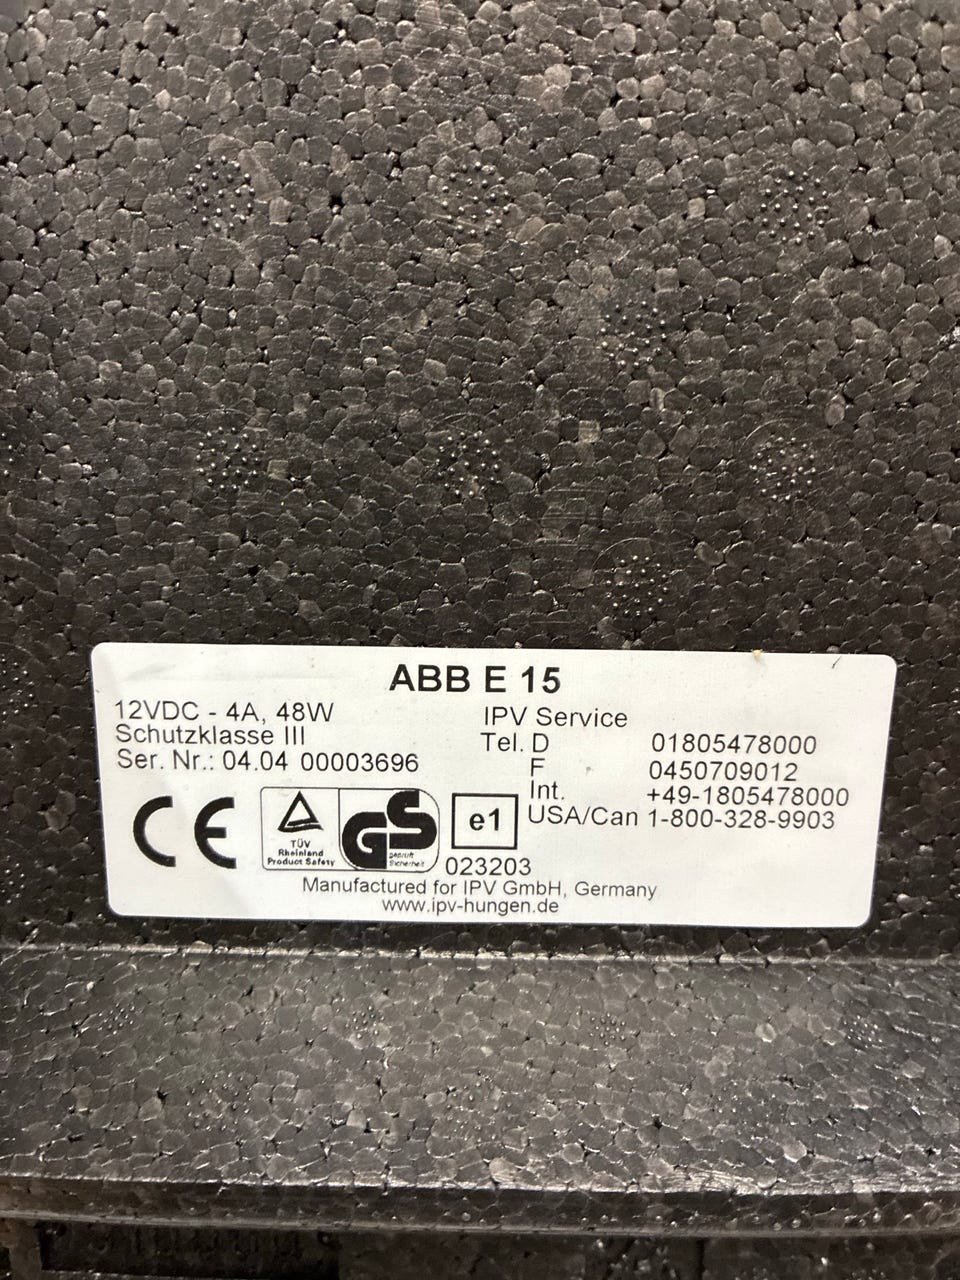 ABB E 15
12VDC - 4A, 48W
Schutzklasse III
Ser. Nr.: 04.04 00003696
IPV Service
Tel. D 01805478000
F 0450709012
Int. +49-1805478000
USA/Can 1-800-328-9903
CE
TÜV
Rheinland
Product Safety
GS
geprüft
Sicherheit
e1
023203
Manufactured for IPV GmbH, Germany
www.ipv-hungen.de